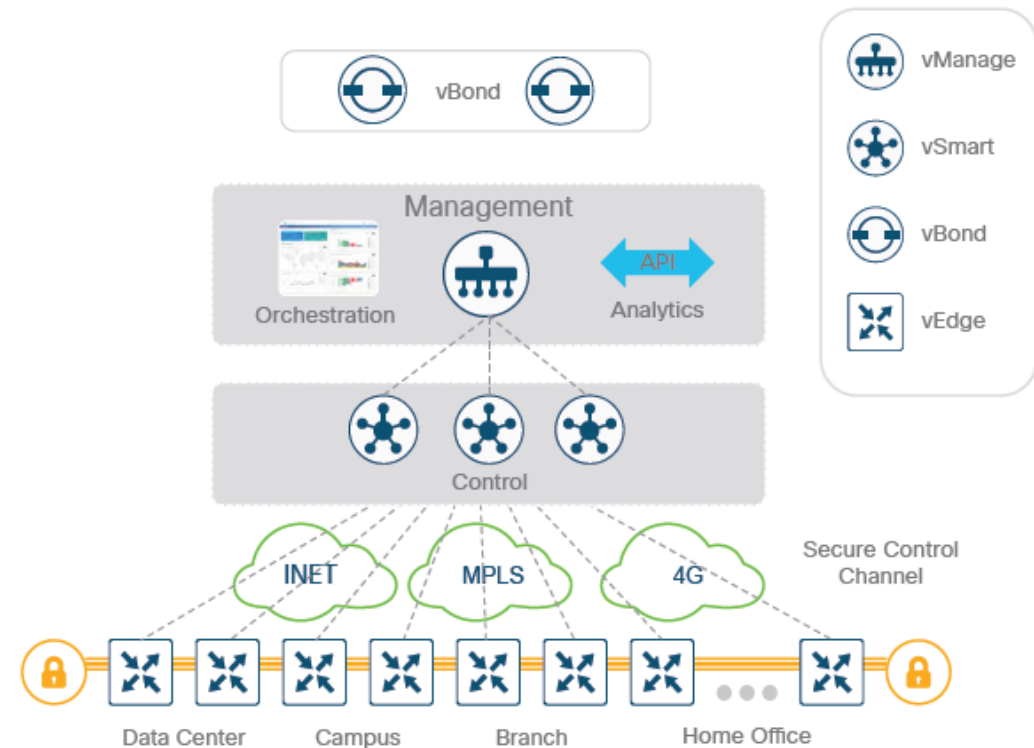 vBond
vManage
vSmart
vBond
vEdge
Management
API
Orchestration
Analytics
Control
INET
MPLS
4G
Secure Control
Channel
Data Center
Campus
Branch
Home Office